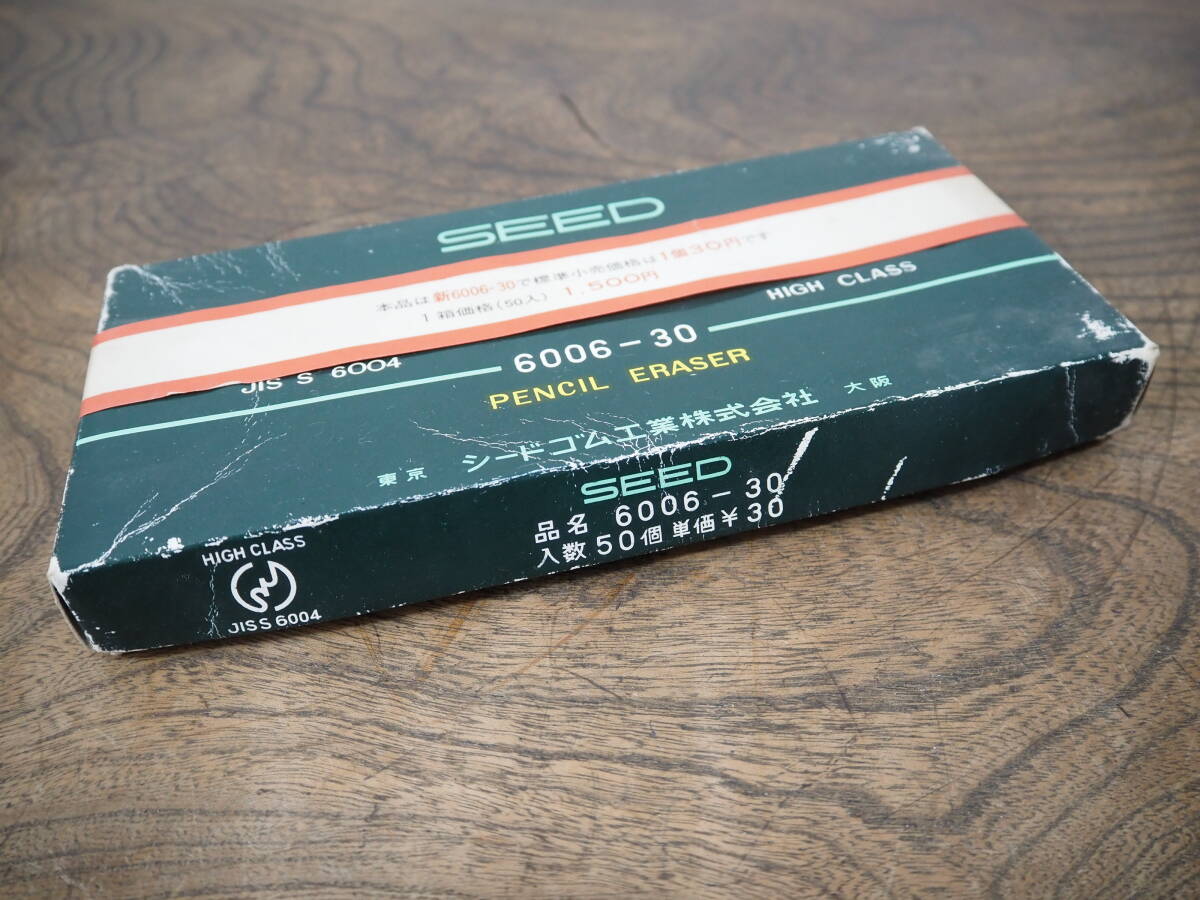 SEED
本品は新6006-30で標準小売価格は1個30円です
1箱価格(50入) 1,500円
HIGH CLASS
JIS S 6004
6006-30
PENCIL ERASER
東京 シードゴム工業株式会社 大阪
SEED
品名 6006-30
入数50個 単価¥30
HIGH CLASS
JIS S 6004